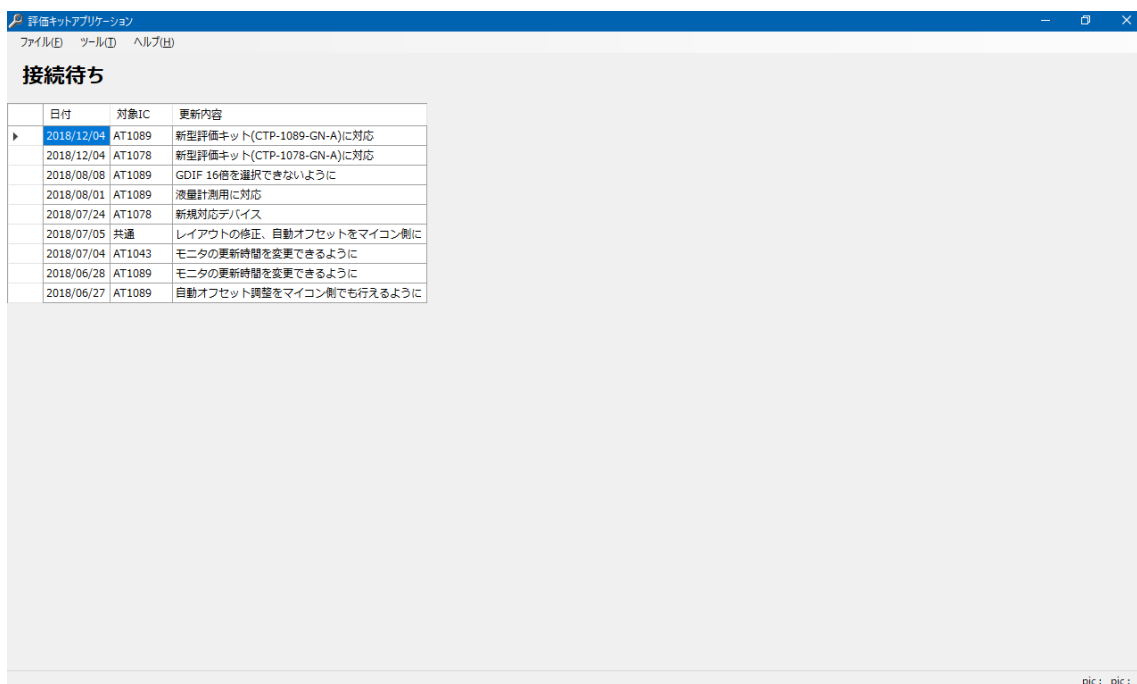 評価キットアプリケーション
ファイル(F) ツール(T) ヘルプ(H)
接続待ち
日付 対象IC 更新内容
2018/12/04 AT1089 新型評価キット(CTP-1089-GN-A)に対応
2018/12/04 AT1078 新型評価キット(CTP-1078-GN-A)に対応
2018/08/08 AT1089 GDIF 16倍を選択できないように
2018/08/01 AT1089 液量計測用に対応
2018/07/24 AT1078 新規対応デバイス
2018/07/05 共通 レイアウトの修正、自動オフセットをマイコン側に
2018/07/04 AT1043 モニタの更新時間を変更できるように
2018/06/28 AT1089 モニタの更新時間を変更できるように
2018/06/27 AT1089 自動オフセット調整をマイコン側でも行えるように
pic : pic :